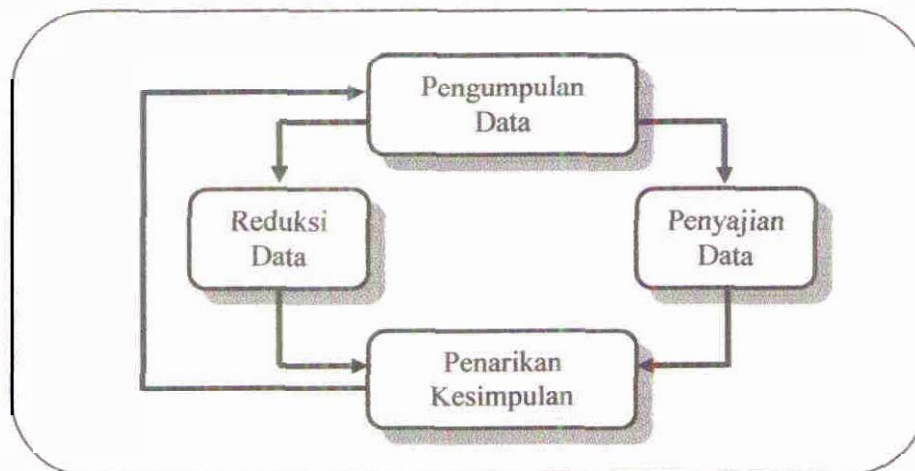 Pengumpulan
Data
Reduksi
Data
Penyajian
Data
Penarikan
Kesimpulan